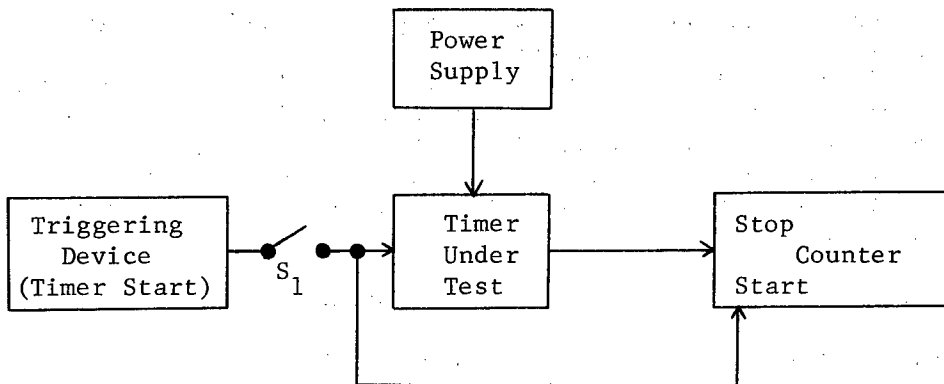 Power
Supply
Triggering
Device
(Timer Start)
S1
Timer
Under
Test
Stop
Counter
Start